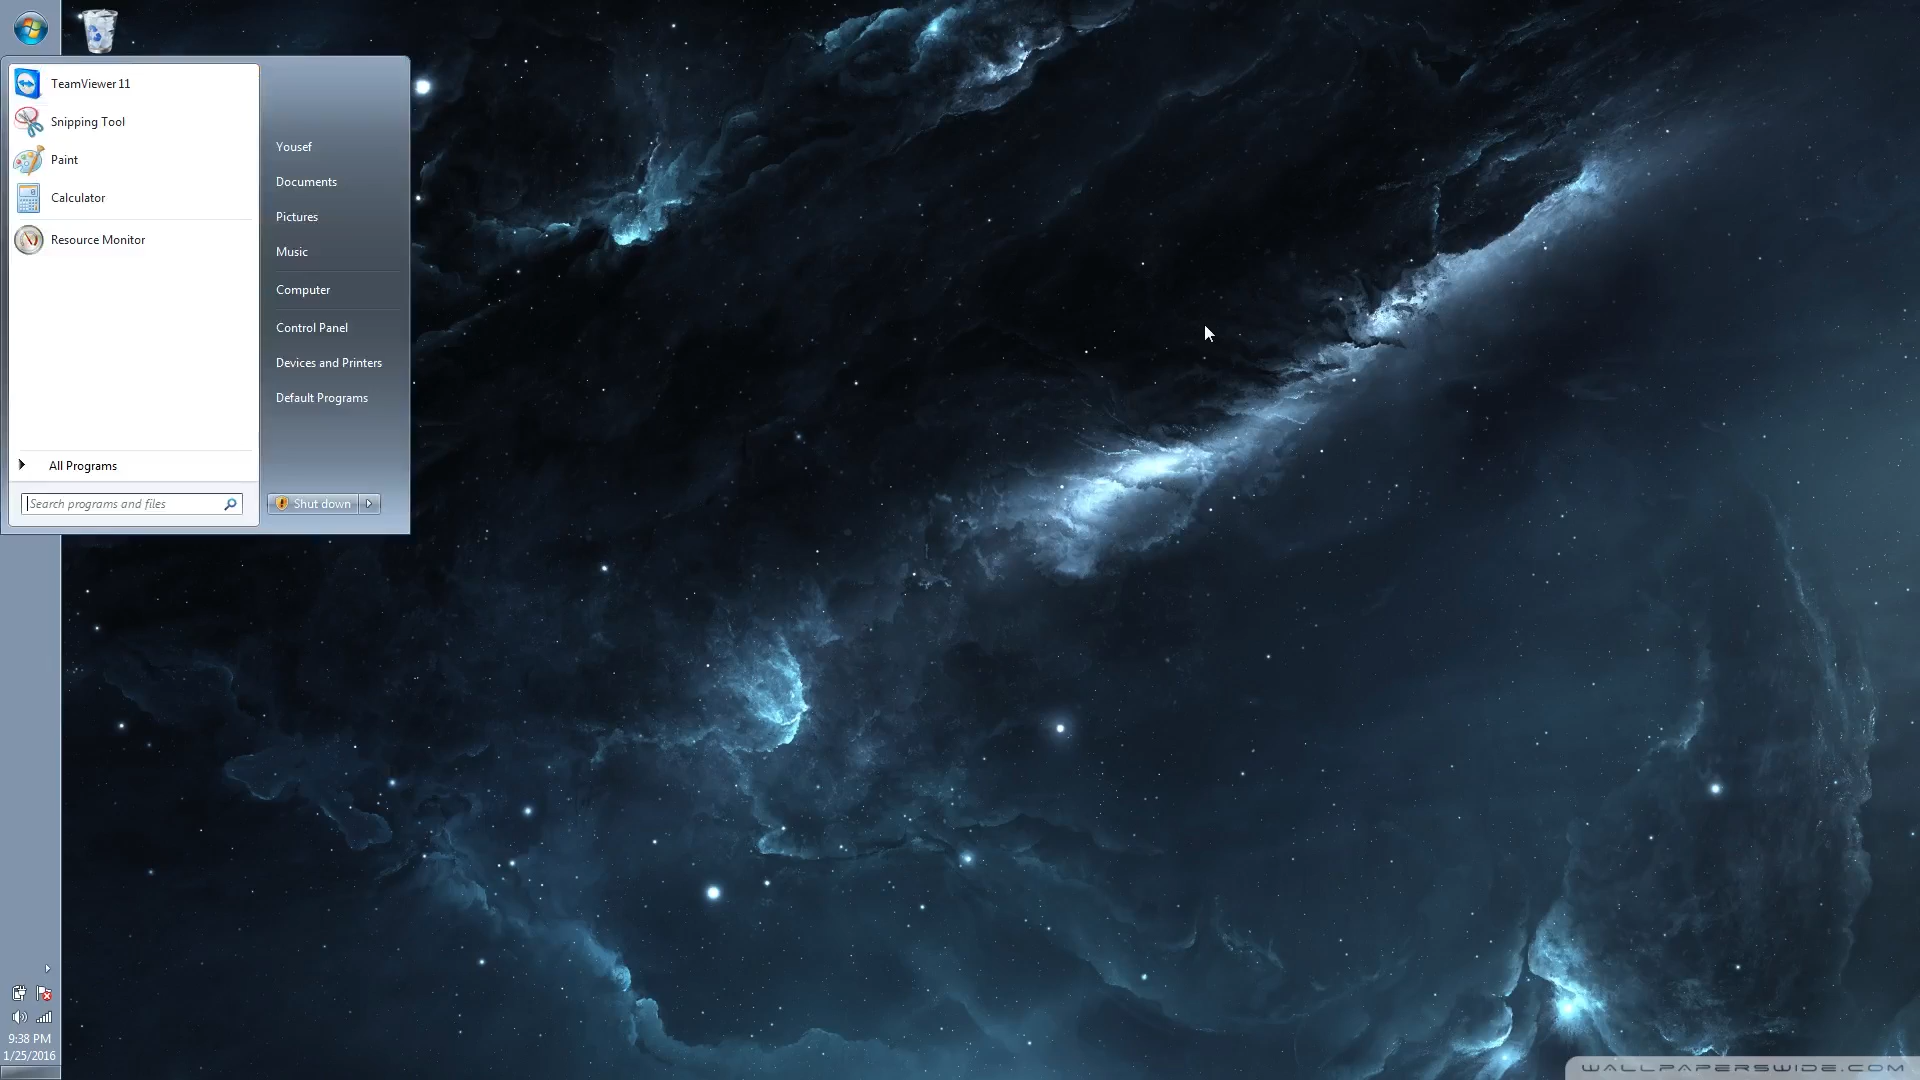 TeamViewer 11
Snipping Tool
Paint
Calculator
Resource Monitor
All Programs
Search programs and files
Yousef
Documents
Pictures
Music
Computer
Control Panel
Devices and Printers
Default Programs
Shut down
9:38 PM
1/25/2016
WALLPAPERSWIDE.COM